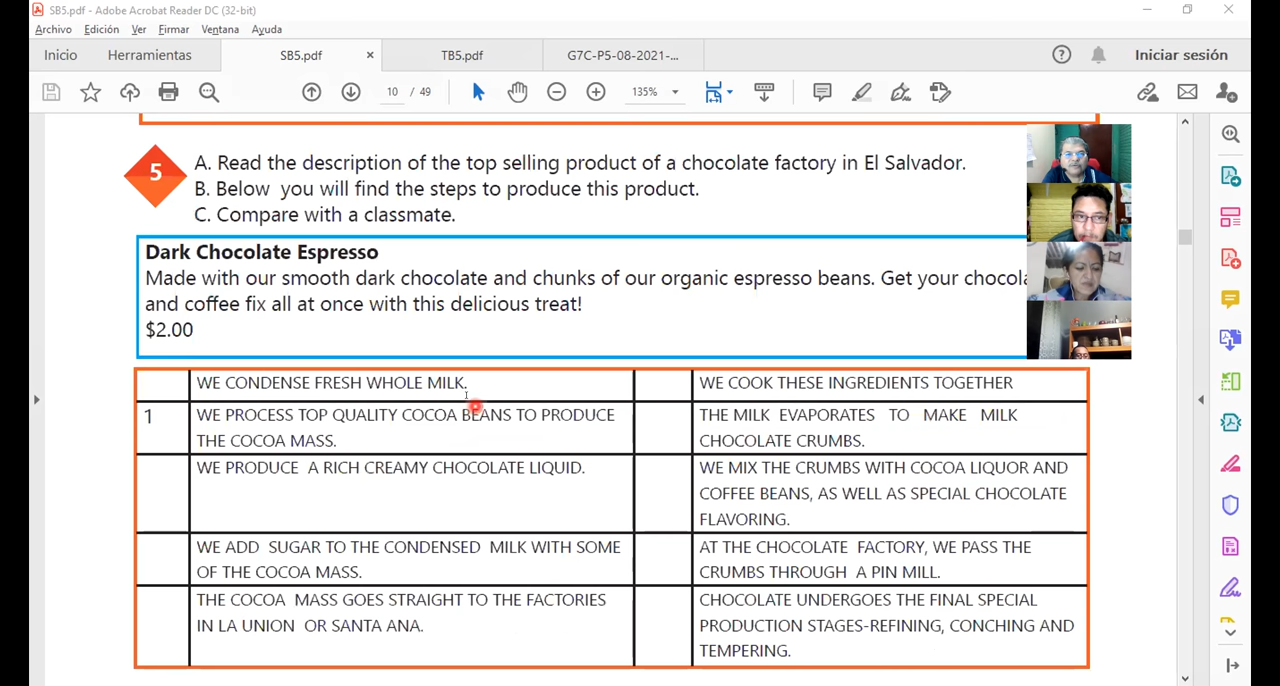 SB5.pdf - Adobe Acrobat Reader DC (32-bit)
Archivo Edición Ver Firmar Ventana Ayuda
Inicio Herramientas SB5.pdf × TB5.pdf G7C-P5-08-2021-... Iniciar sesión
10 / 49 135%
5
A. Read the description of the top selling product of a chocolate factory in El Salvador.
B. Below you will find the steps to produce this product.
C. Compare with a classmate.
Dark Chocolate Espresso
Made with our smooth dark chocolate and chunks of our organic espresso beans. Get your chocola
and coffee fix all at once with this delicious treat!
$2.00
WE CONDENSE FRESH WHOLE MILK.
WE COOK THESE INGREDIENTS TOGETHER
1
WE PROCESS TOP QUALITY COCOA BEANS TO PRODUCE
THE COCOA MASS.
THE MILK EVAPORATES TO MAKE MILK
CHOCOLATE CRUMBS.
WE PRODUCE A RICH CREAMY CHOCOLATE LIQUID.
WE MIX THE CRUMBS WITH COCOA LIQUOR AND
COFFEE BEANS, AS WELL AS SPECIAL CHOCOLATE
FLAVORING.
WE ADD SUGAR TO THE CONDENSED MILK WITH SOME
OF THE COCOA MASS.
AT THE CHOCOLATE FACTORY, WE PASS THE
CRUMBS THROUGH A PIN MILL.
THE COCOA MASS GOES STRAIGHT TO THE FACTORIES
IN LA UNION OR SANTA ANA.
CHOCOLATE UNDERGOES THE FINAL SPECIAL
PRODUCTION STAGES-REFINING, CONCHING AND
TEMPERING.